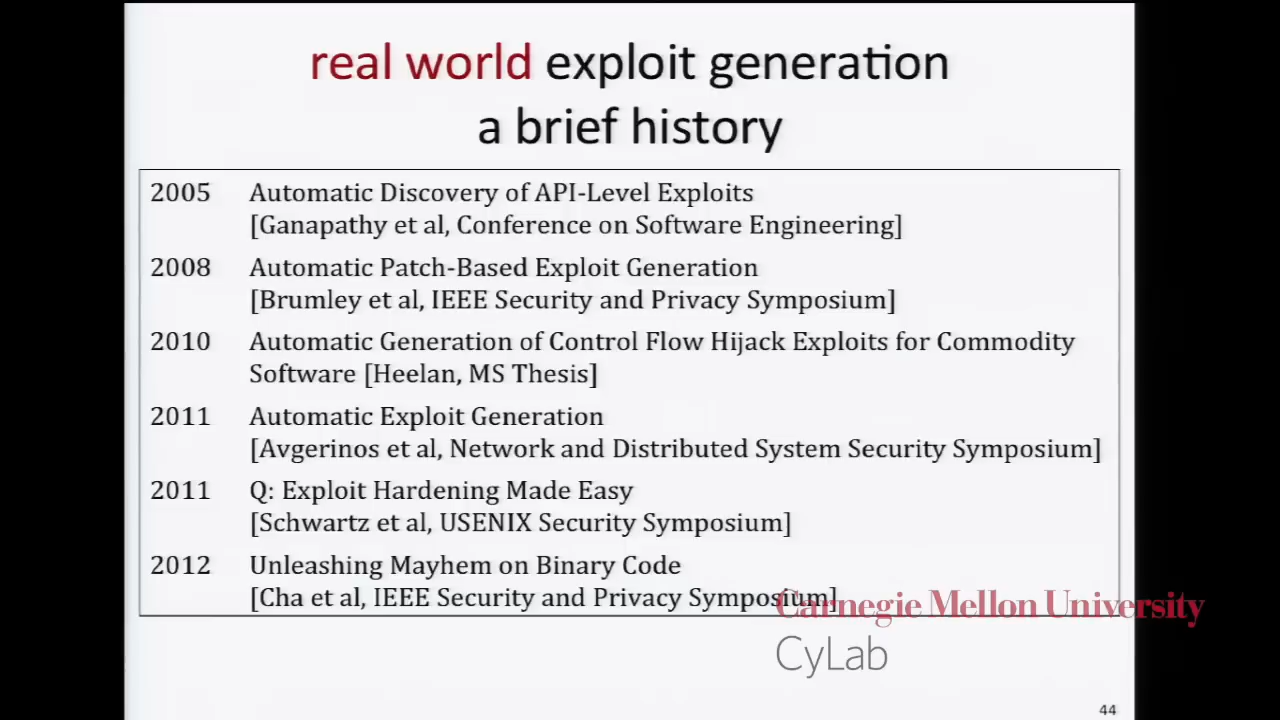 real world exploit generation
a brief history
2005 Automatic Discovery of API-Level Exploits
[Ganapathy et al, Conference on Software Engineering]
2008 Automatic Patch-Based Exploit Generation
[Brumley et al, IEEE Security and Privacy Symposium]
2010 Automatic Generation of Control Flow Hijack Exploits for Commodity
Software [Heelan, MS Thesis]
2011 Automatic Exploit Generation
[Avgerinos et al, Network and Distributed System Security Symposium]
2011 Q: Exploit Hardening Made Easy
[Schwartz et al, USENIX Security Symposium]
2012 Unleashing Mayhem on Binary Code
[Cha et al, IEEE Security and Privacy Symposium]
Carnegie Mellon University
CyLab
44